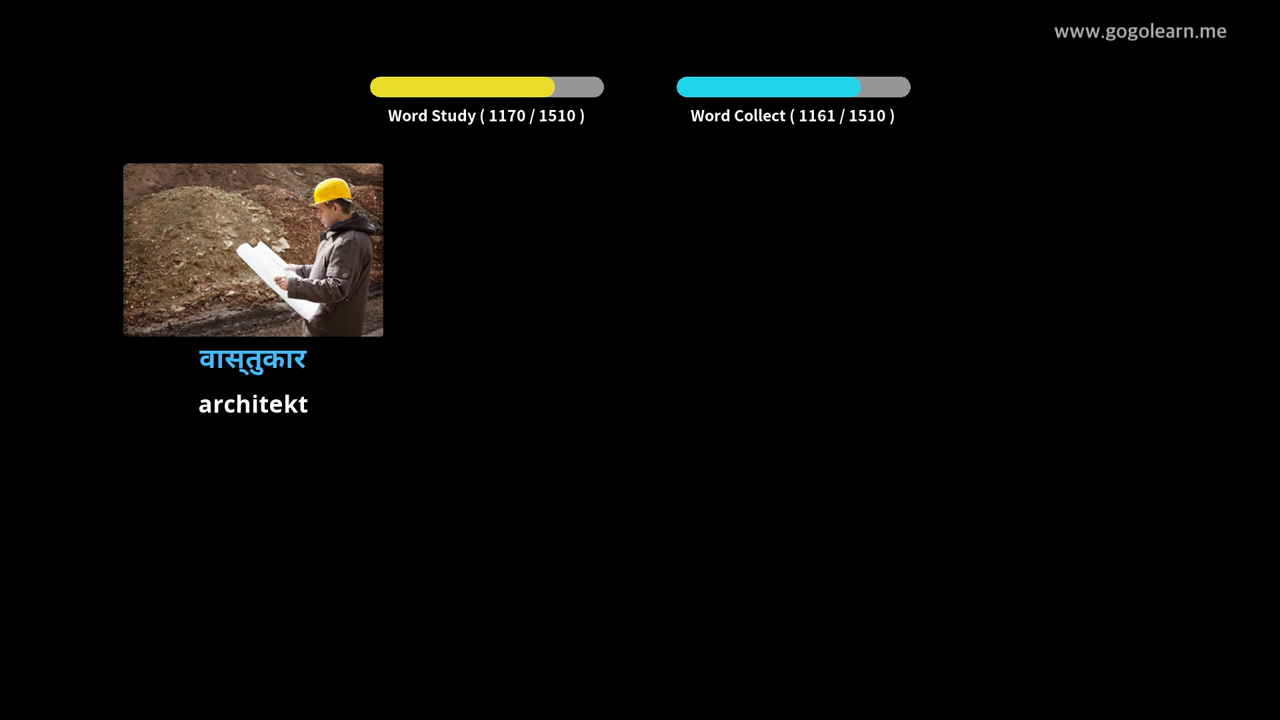 www.gogolearn.me
Word Study ( 1170 / 1510 )
Word Collect ( 1161 / 1510 )
वास्तुकार
architekt